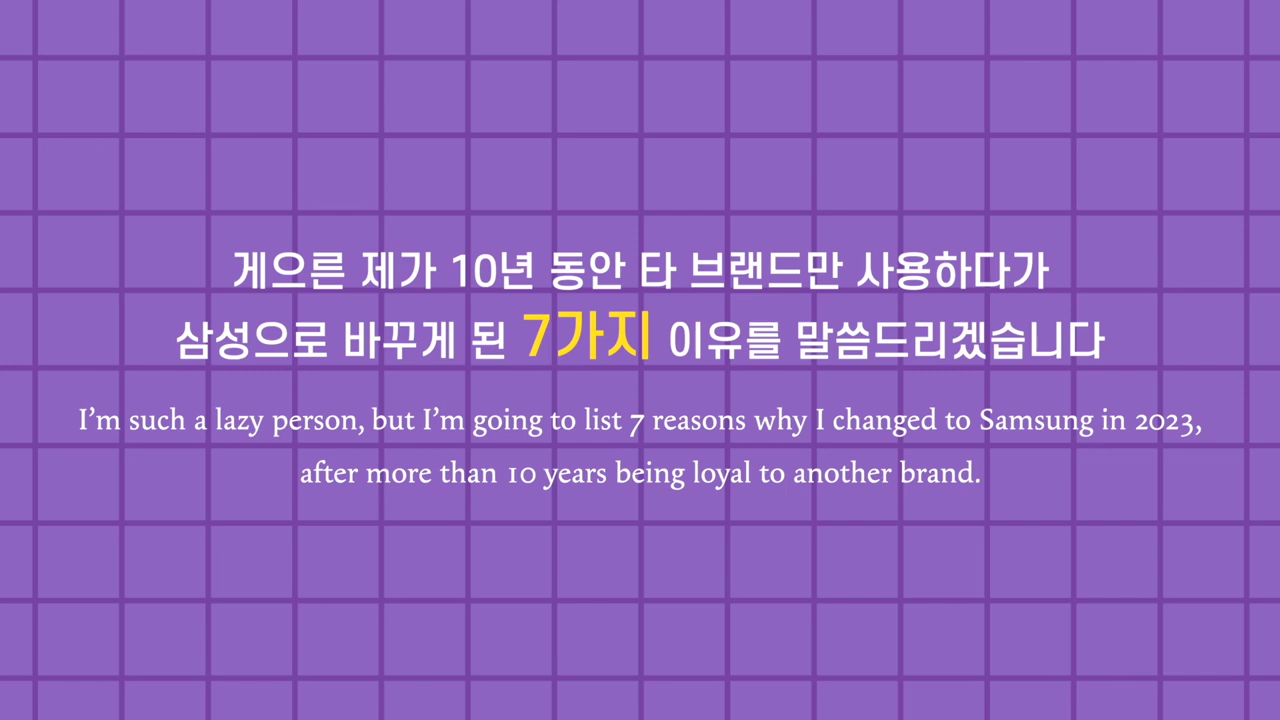 게으른 제가 10년 동안 타 브랜드만 사용하다가
삼성으로 바꾸게 된 7가지 이유를 말씀드리겠습니다
I’m such a lazy person, but I’m going to list 7 reasons why I changed to Samsung in 2023,
after more than 10 years being loyal to another brand.